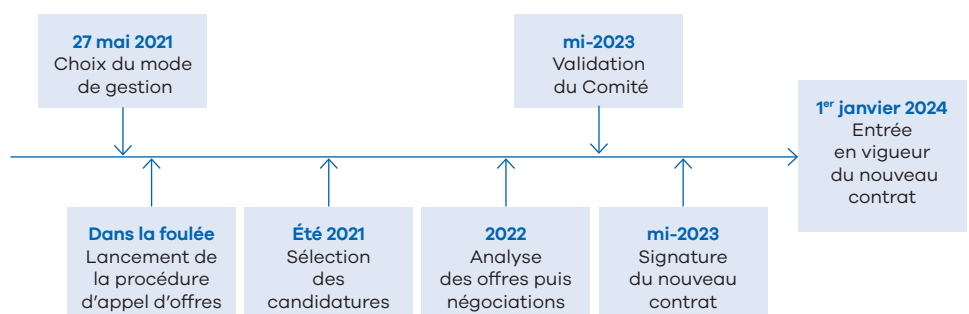 27 mai 2021
Choix du mode
de gestion
mi-2023
Validation
du Comité
1er janvier 2024
Entrée
en vigueur
du nouveau
contrat
Dans la foulée
Lancement de
la procédure
d’appel d’offres
Été 2021
Sélection
des
candidatures
2022
Analyse
des offres puis
négociations
mi-2023
Signature
du nouveau
contrat